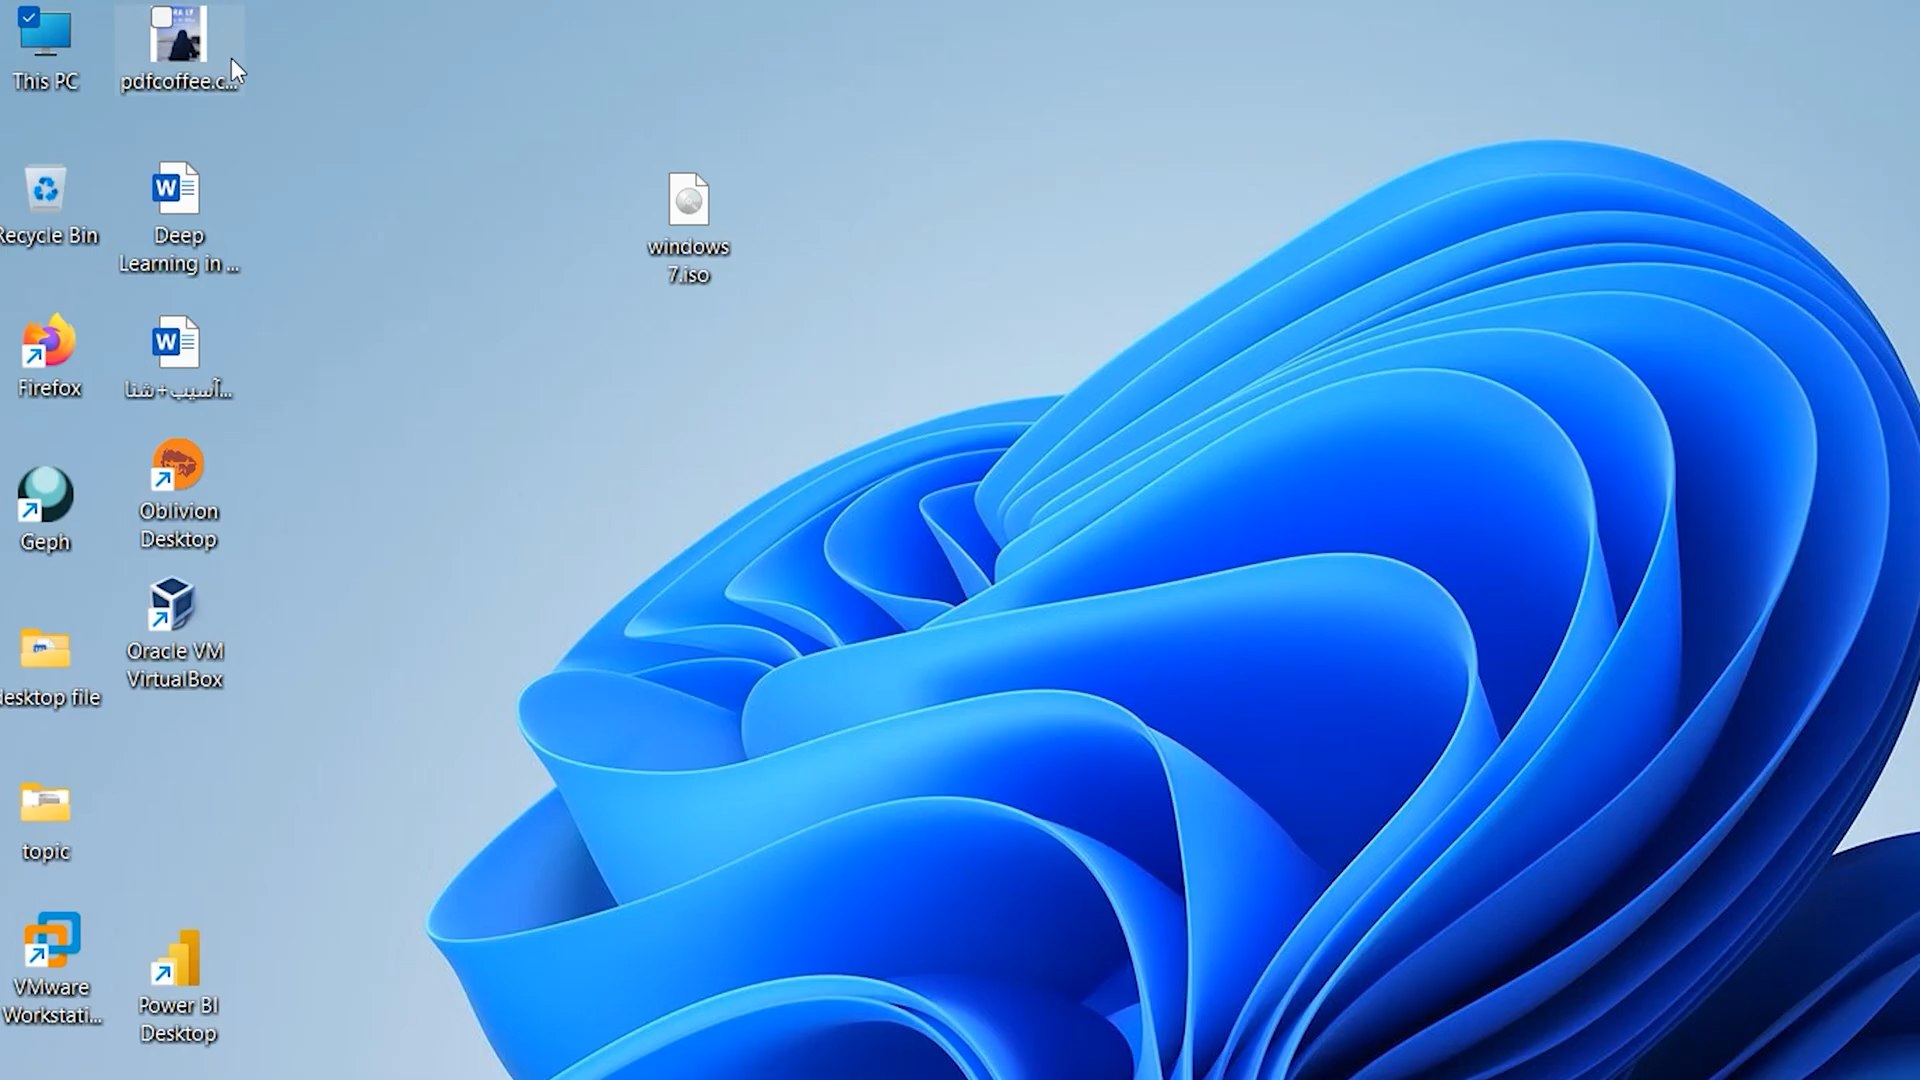 This PC
pdfcoffee.c...
Recycle Bin
Deep
Learning in ...
windows
7.iso
Firefox
آسیب+شنا...
Geph
Oblivion
Desktop
desktop file
Oracle VM
VirtualBox
topic
VMware
Workstati...
Power BI
Desktop